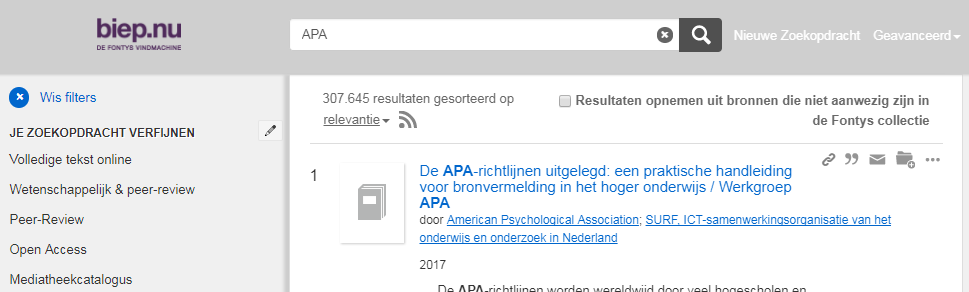 biep.nu
DE FONTYS VINDMACHINE
APA
Nieuwe Zoekopdracht
Geavanceerd
Wis filters
JE ZOEKOPDRACHT VERFIJNEN
Volledige tekst online
Wetenschappelijk & peer-review
Peer-Review
Open Access
Mediatheekcatalogus
307.645 resultaten gesorteerd op
relevantie
Resultaten opnemen uit bronnen die niet aanwezig zijn in
de Fontys collectie
1
De APA-richtlijnen uitgelegd: een praktische handleiding
voor bronvermelding in het hoger onderwijs / Werkgroep
APA
door American Psychological Association; SURF, ICT-samenwerkingsorganisatie van het
onderwijs en onderzoek in Nederland
2017
De APA-richtlijnen worden wereldwijd door veel hogescholen en